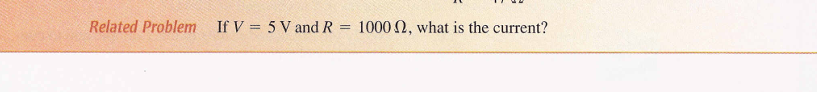 Related Problem If V = 5 V and R = 1000 Ω, what is the current?